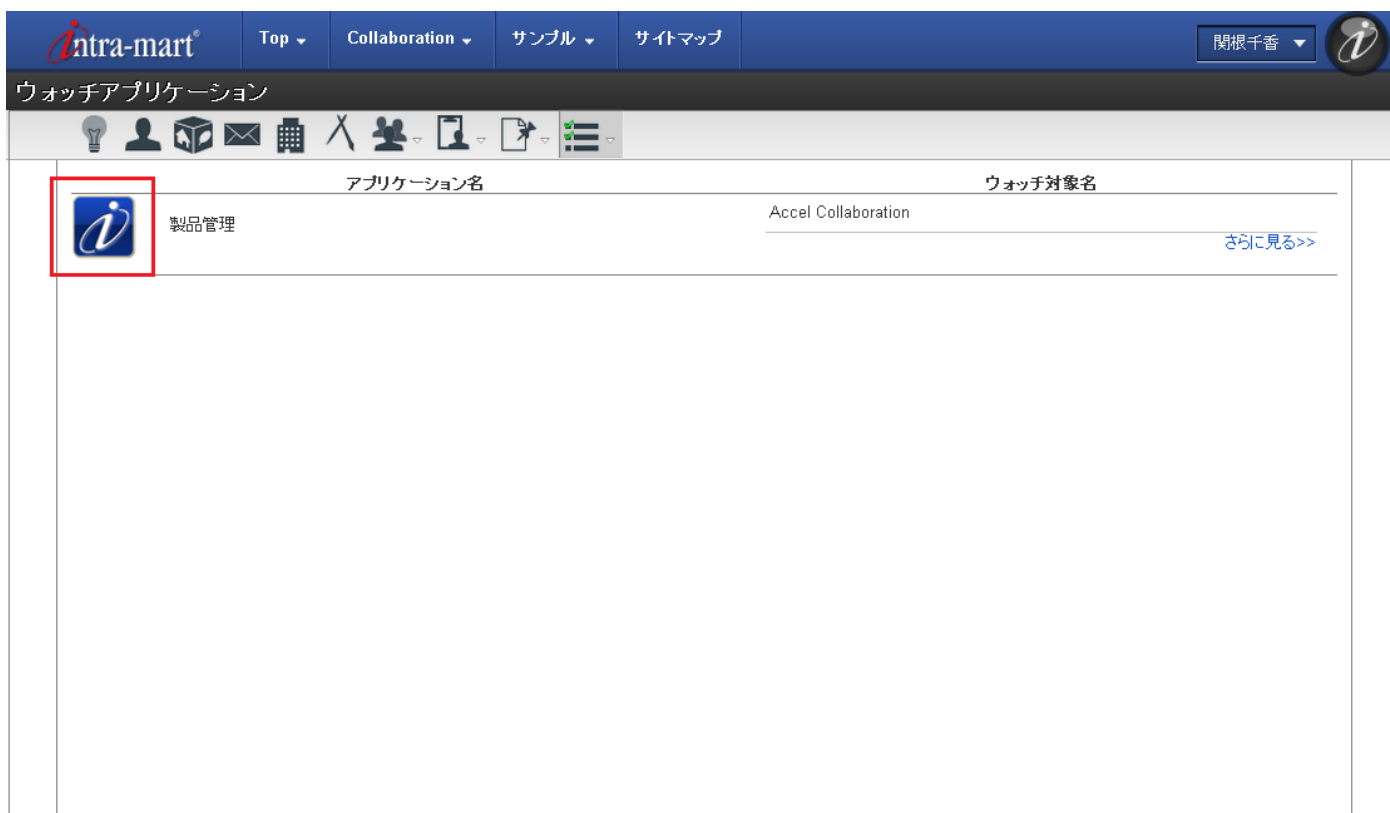 intra-mart® Top Collaboration サンプル サイトマップ 関根千香
ウォッチアプリケーション
アプリケーション名 ウォッチ対象名
製品管理 Accel Collaboration
さらに見る>>